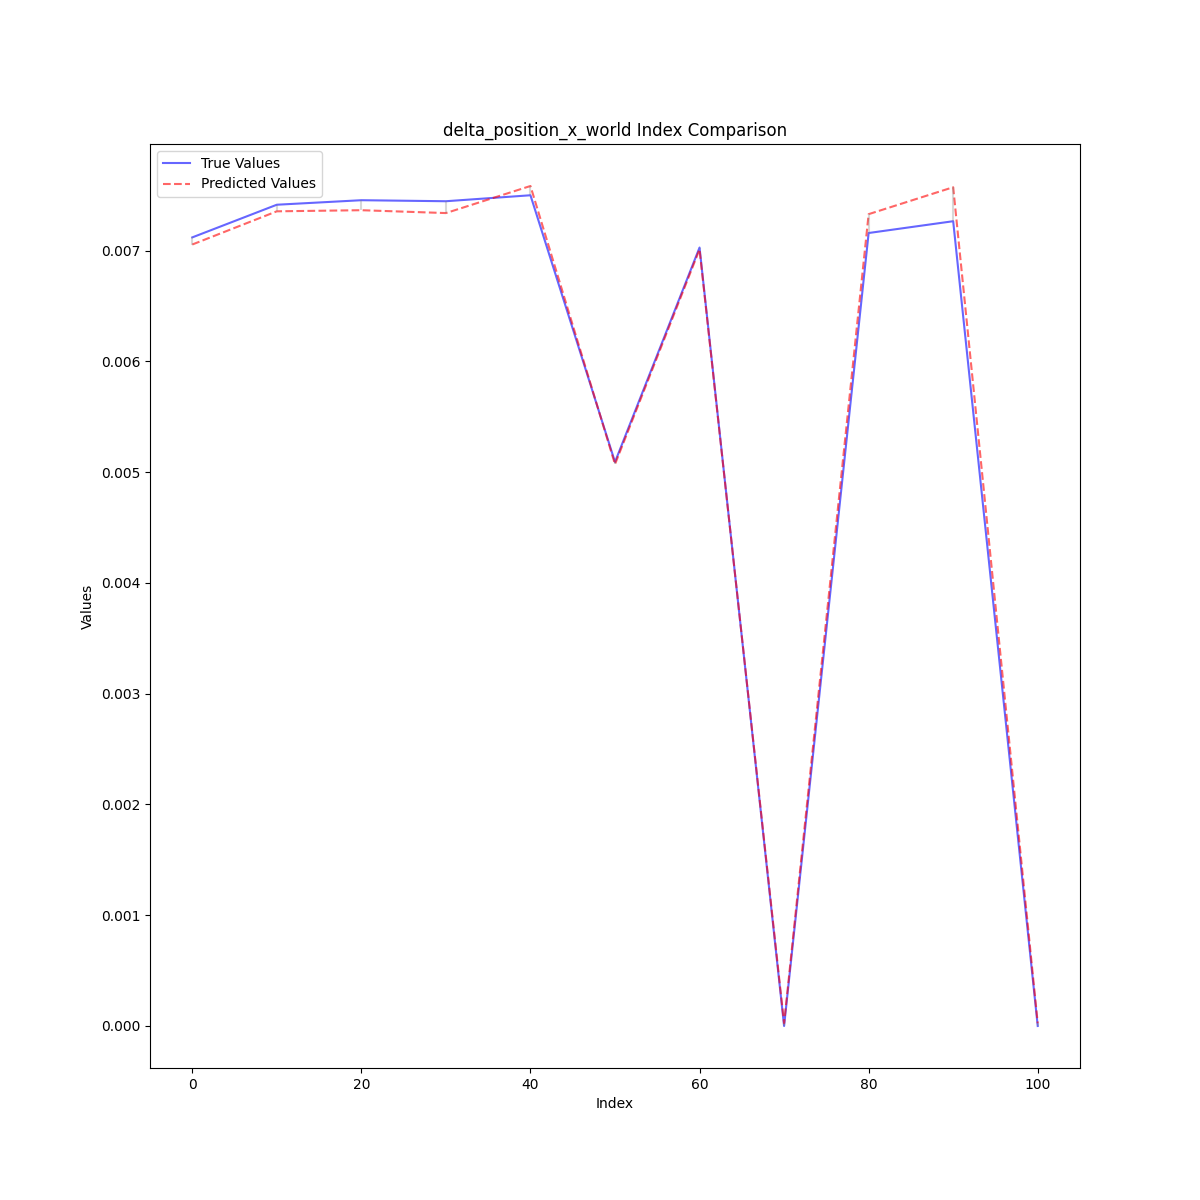 delta_position_x_world Index Comparison
True Values
Predicted Values
0.007
0.006
0.005
0.004
0.003
0.002
0.001
0.000
Values
0 20 40 60 80 100
Index